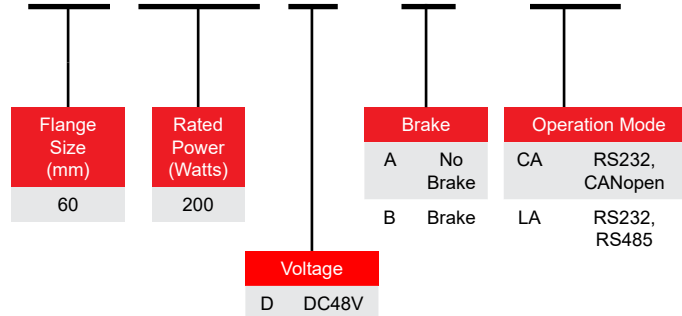 Flange
Size
(mm)
60
Rated
Power
(Watts)
200
Voltage
D DC48V
Brake
A No
Brake
B Brake
Operation Mode
CA RS232,
CANopen
LA RS232,
RS485